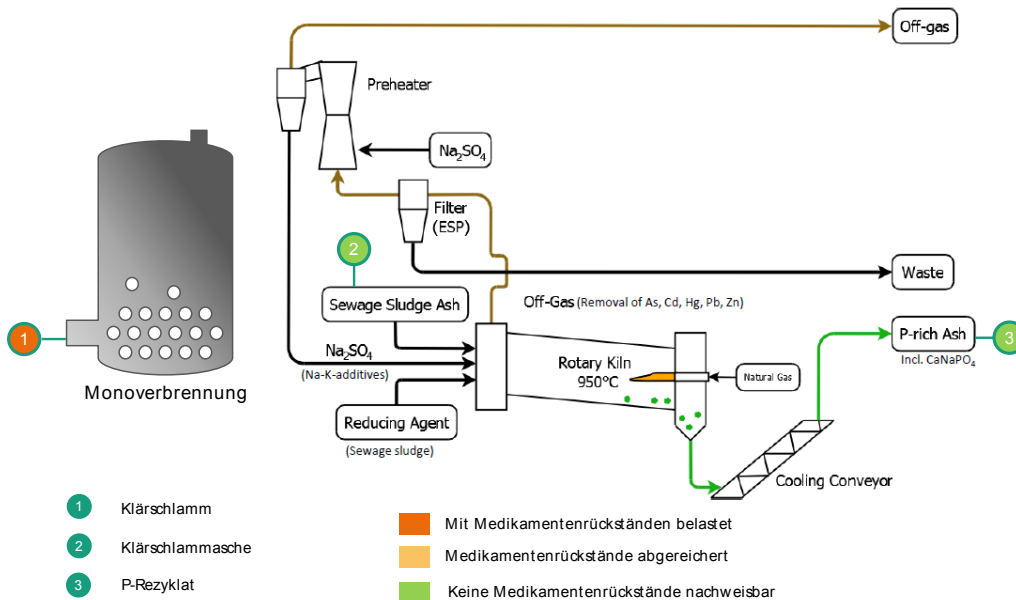 Off-gas
Preheater
Na₂SO₄
Filter
(ESP)
2
Waste
Sewage Sludge Ash
Off-Gas (Removal of As, Cd, Hg, Pb, Zn)
1
P-rich Ash
3
Incl. CaNaPO₄
Na₂SO₄
(Na-K-additives)
Rotary Kiln
950°C
Natural Gas
Monoverbrennung
Reducing Agent
(Sewage sludge)
Cooling Conveyor
1 Klärschlamm
2 Klärschlammasche
3 P-Rezyklat
Mit Medikamentenrückständen belastet
Medikamentenrückstände abgereichert
Keine Medikamentenrückstände nachweisbar